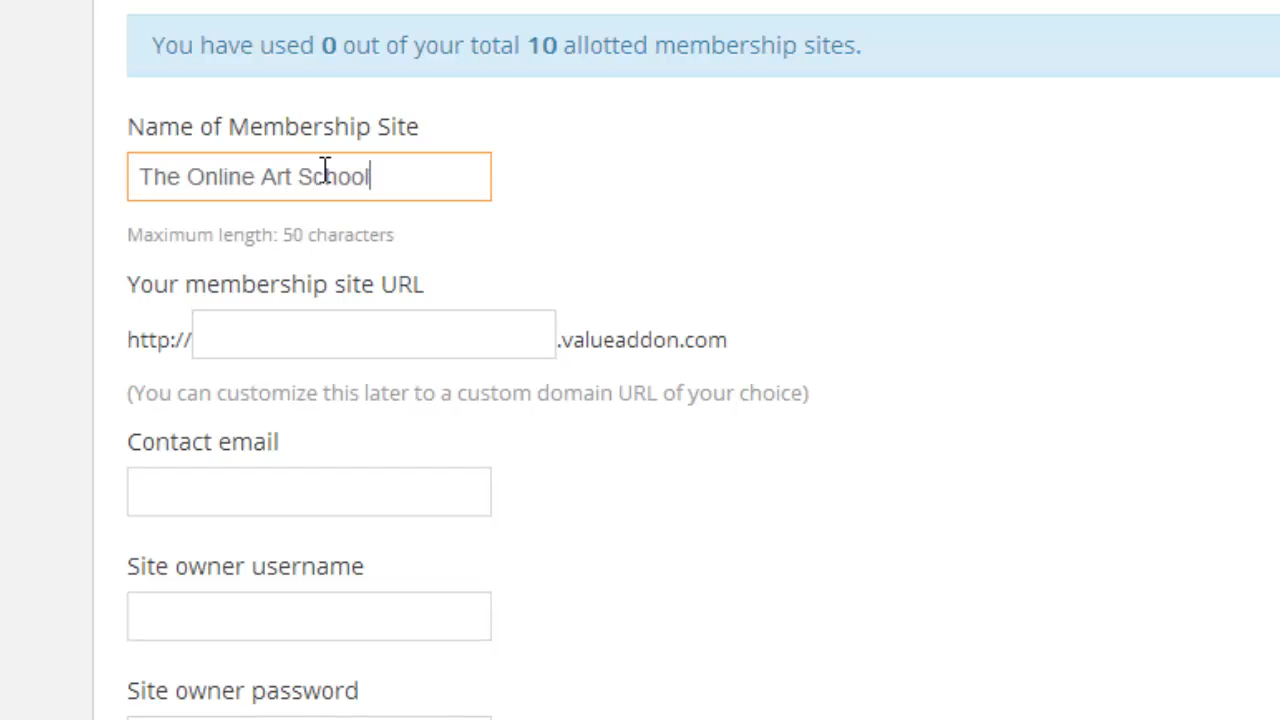 You have used 0 out of your total 10 allotted membership sites.
Name of Membership Site
The Online Art School
Maximum length: 50 characters
Your membership site URL
http:// .valueaddon.com
(You can customize this later to a custom domain URL of your choice)
Contact email
Site owner username
Site owner password